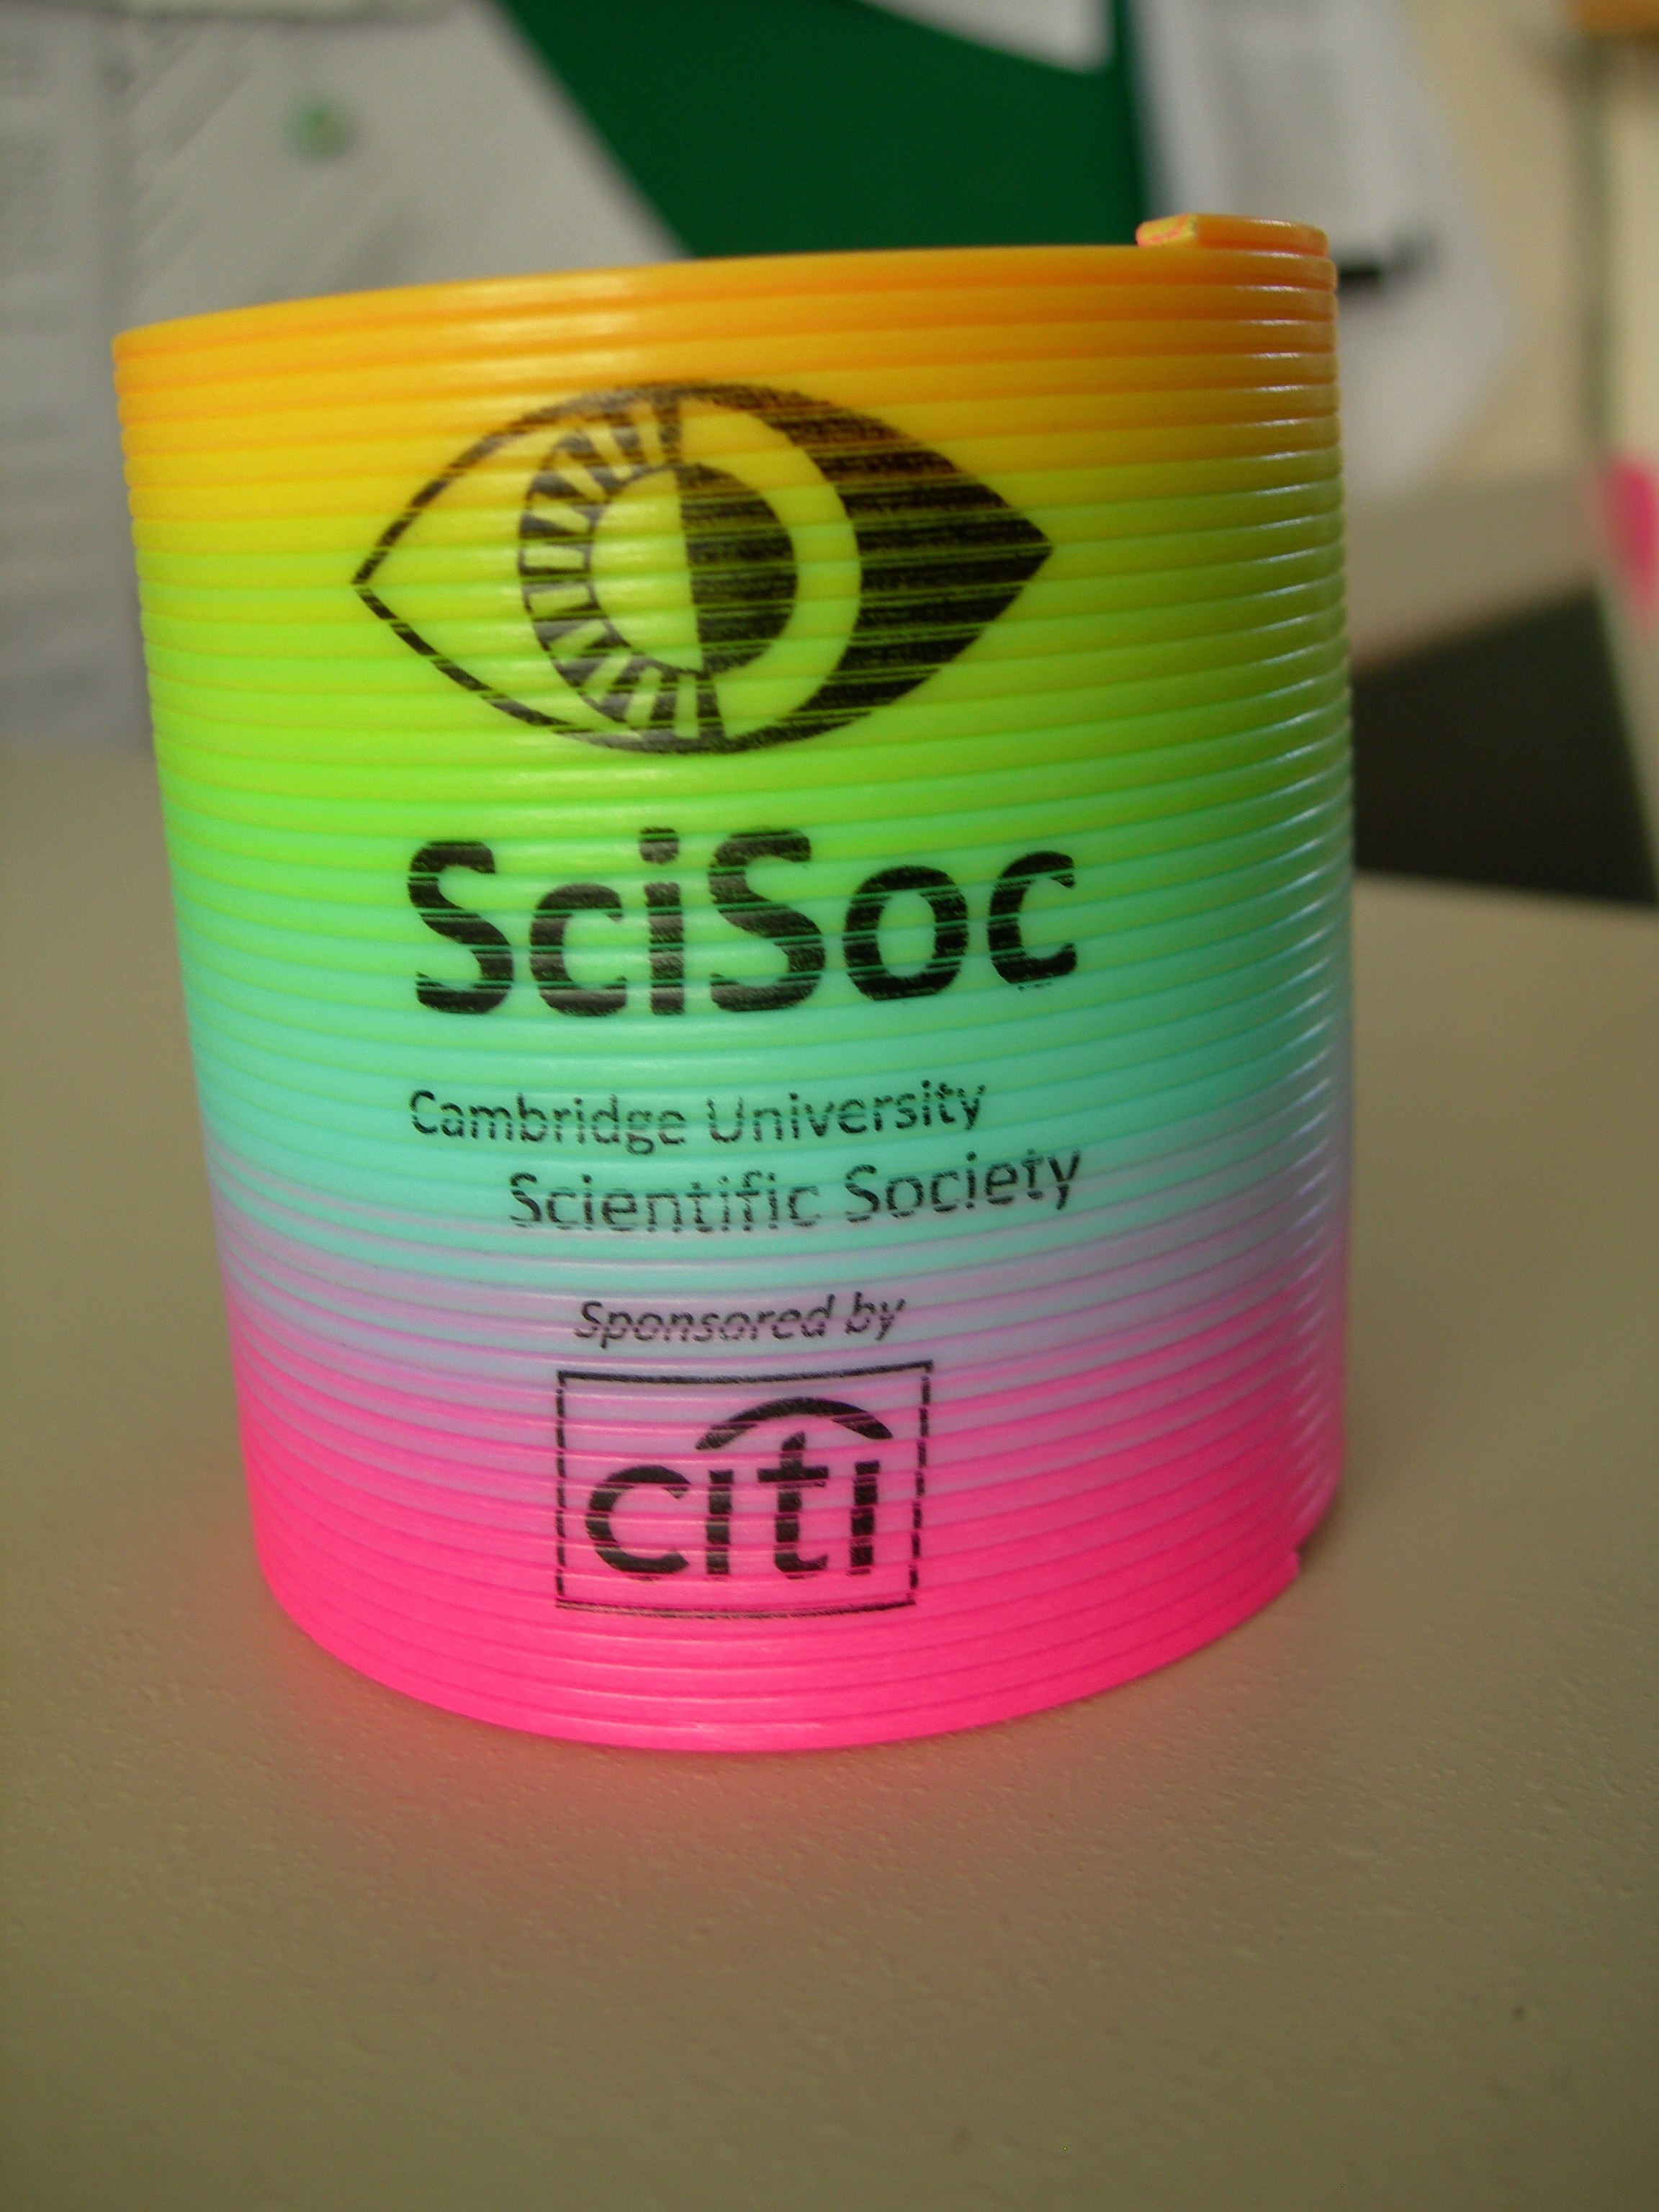 SciSoc
Cambridge University
Scientific Society
Sponsored by
citi